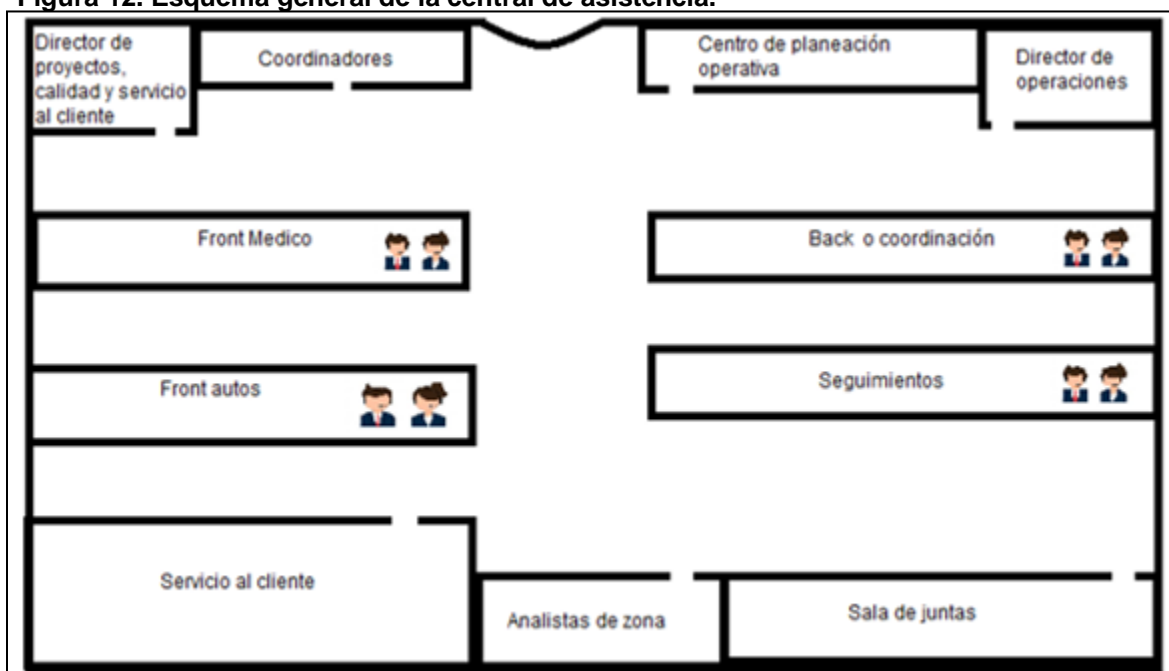 Figura 12. Esquema general de la central de asistencia.
Director de
proyectos,
calidad y servicio
al cliente
Coordinadores
Centro de planeación
operativa
Director de
operaciones
Front Medico
Back o coordinación
Front autos
Seguimientos
Servicio al cliente
Analistas de zona
Sala de juntas